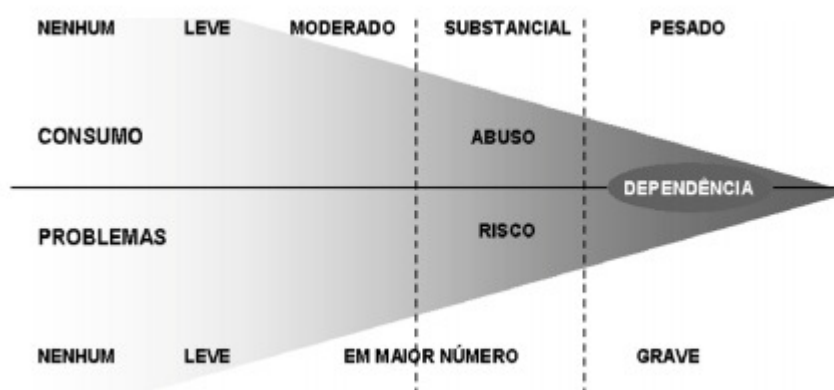 NENHUM LEVE MODERADO SUBSTANCIAL PESADO
CONSUMO ABUSO
DEPENDÊNCIA
PROBLEMAS RISCO
NENHUM LEVE EM MAIOR NÚMERO GRAVE